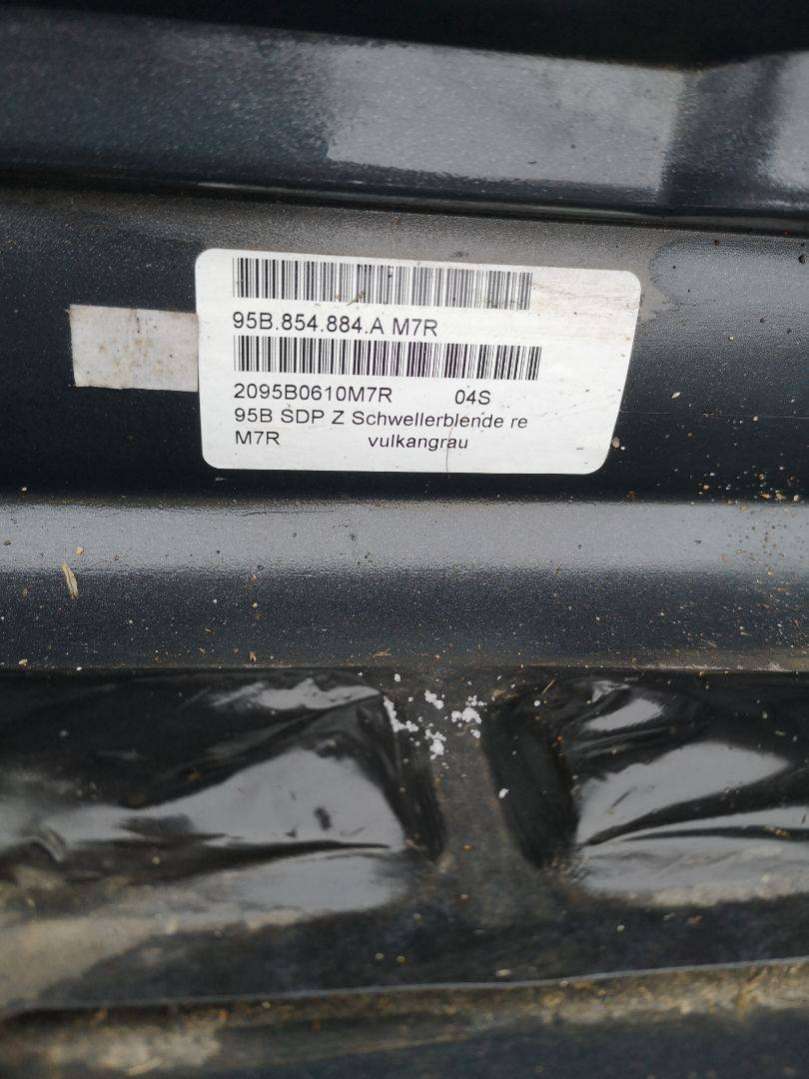 95B.854.884.A M7R
2095B0610M7R 04S
95B SDP Z Schwellerblende re
M7R vulkangrau